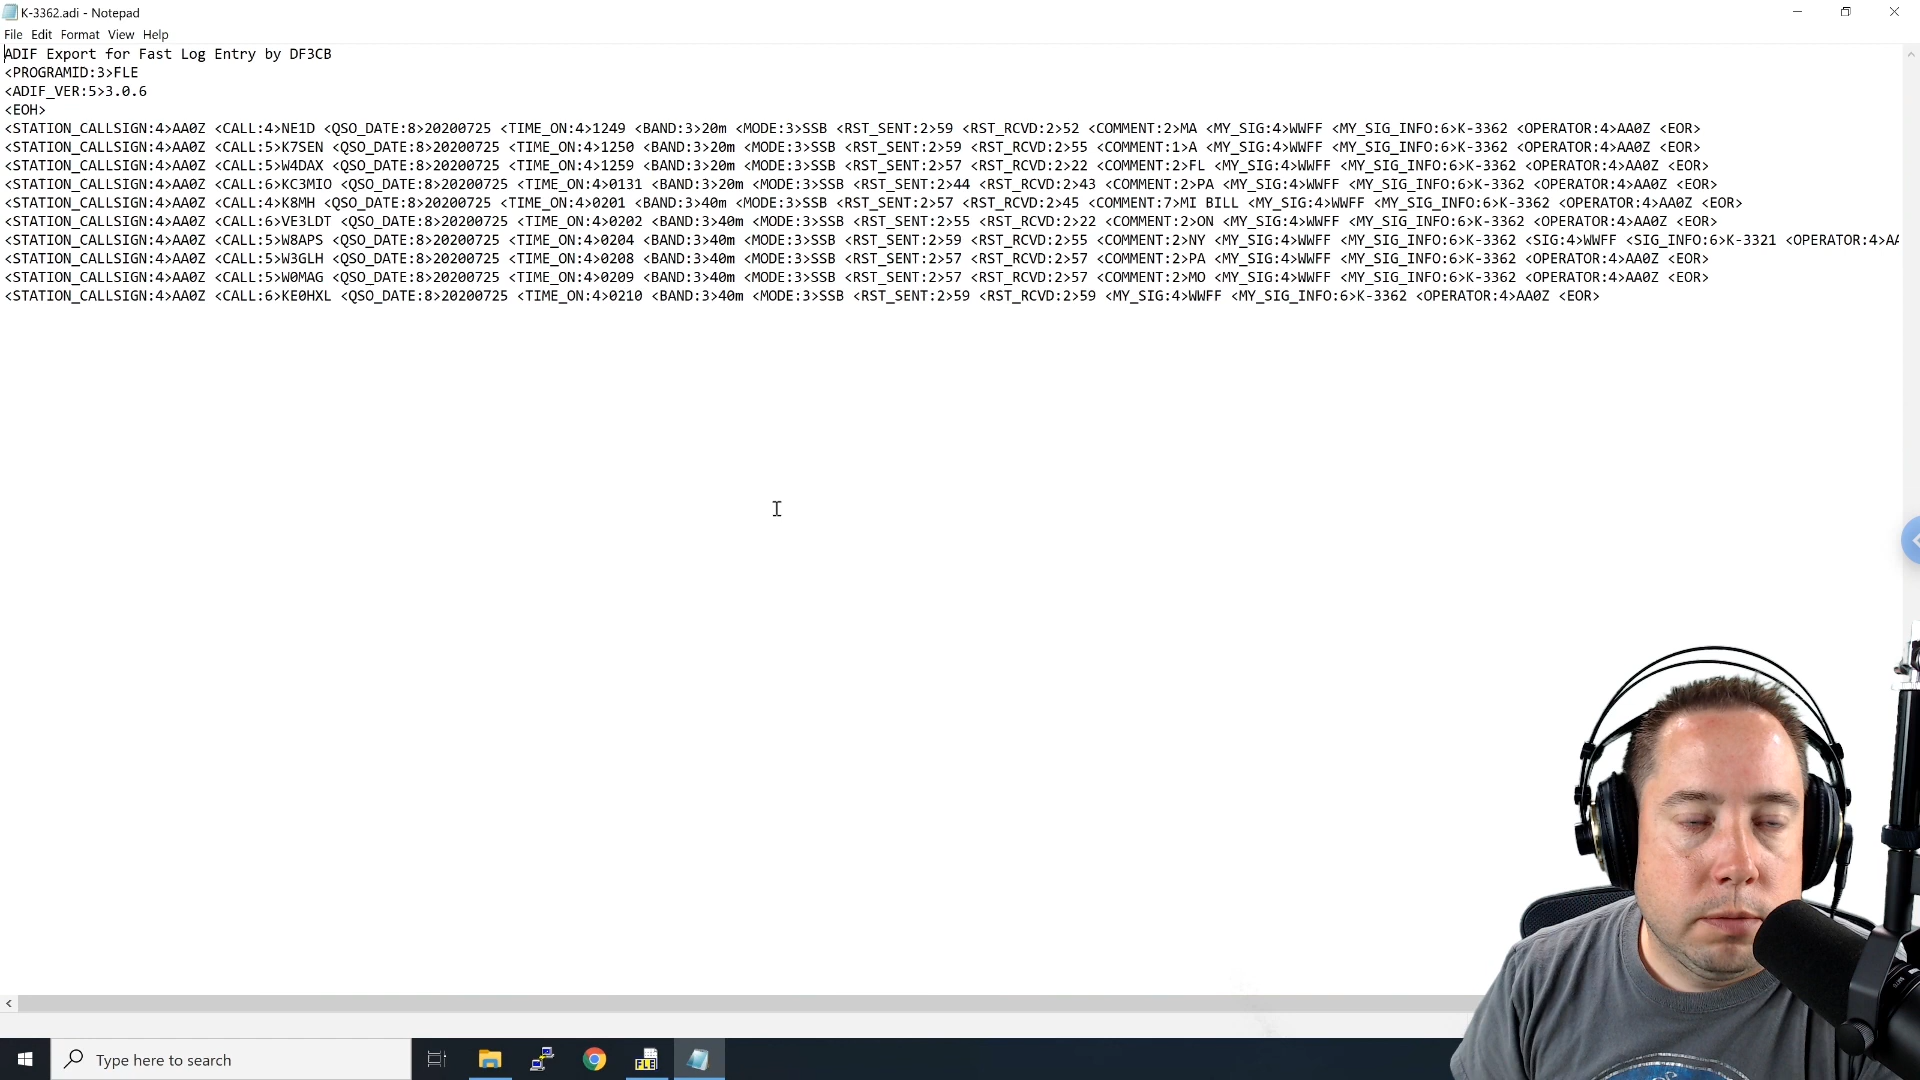 K-3362.adi - Notepad
File Edit Format View Help
ADIF Export for Fast Log Entry by DF3CB
<PROGRAMID:3>FLE
<ADIF_VER:5>3.0.6
<EOH>
<STATION_CALLSIGN:4>AA0Z <CALL:4>NE1D <QSO_DATE:8>20200725 <TIME_ON:4>1249 <BAND:3>20m <MODE:3>SSB <RST_SENT:2>59 <RST_RCVD:2>52 <COMMENT:2>MA <MY_SIG:4>WWFF <MY_SIG_INFO:6>K-3362 <OPERATOR:4>AA0Z <EOR>
<STATION_CALLSIGN:4>AA0Z <CALL:5>K7SEN <QSO_DATE:8>20200725 <TIME_ON:4>1250 <BAND:3>20m <MODE:3>SSB <RST_SENT:2>59 <RST_RCVD:2>55 <COMMENT:1>A <MY_SIG:4>WWFF <MY_SIG_INFO:6>K-3362 <OPERATOR:4>AA0Z <EOR>
<STATION_CALLSIGN:4>AA0Z <CALL:5>W4DAX <QSO_DATE:8>20200725 <TIME_ON:4>1259 <BAND:3>20m <MODE:3>SSB <RST_SENT:2>57 <RST_RCVD:2>22 <COMMENT:2>FL <MY_SIG:4>WWFF <MY_SIG_INFO:6>K-3362 <OPERATOR:4>AA0Z <EOR>
<STATION_CALLSIGN:4>AA0Z <CALL:6>KC3MIO <QSO_DATE:8>20200725 <TIME_ON:4>0131 <BAND:3>20m <MODE:3>SSB <RST_SENT:2>44 <RST_RCVD:2>43 <COMMENT:2>PA <MY_SIG:4>WWFF <MY_SIG_INFO:6>K-3362 <OPERATOR:4>AA0Z <EOR>
<STATION_CALLSIGN:4>AA0Z <CALL:4>K8MH <QSO_DATE:8>20200725 <TIME_ON:4>0201 <BAND:3>40m <MODE:3>SSB <RST_SENT:2>57 <RST_RCVD:2>45 <COMMENT:7>MI BILL <MY_SIG:4>WWFF <MY_SIG_INFO:6>K-3362 <OPERATOR:4>AA0Z <EOR>
<STATION_CALLSIGN:4>AA0Z <CALL:6>VE3LDT <QSO_DATE:8>20200725 <TIME_ON:4>0202 <BAND:3>40m <MODE:3>SSB <RST_SENT:2>55 <RST_RCVD:2>22 <COMMENT:2>ON <MY_SIG:4>WWFF <MY_SIG_INFO:6>K-3362 <OPERATOR:4>AA0Z <EOR>
<STATION_CALLSIGN:4>AA0Z <CALL:5>W8APS <QSO_DATE:8>20200725 <TIME_ON:4>0204 <BAND:3>40m <MODE:3>SSB <RST_SENT:2>59 <RST_RCVD:2>55 <COMMENT:2>NY <MY_SIG:4>WWFF <MY_SIG_INFO:6>K-3362 <SIG:4>WWFF <SIG_INFO:6>K-3321 <OPERATOR:4>AA
<STATION_CALLSIGN:4>AA0Z <CALL:5>W3GLH <QSO_DATE:8>20200725 <TIME_ON:4>0208 <BAND:3>40m <MODE:3>SSB <RST_SENT:2>57 <RST_RCVD:2>57 <COMMENT:2>PA <MY_SIG:4>WWFF <MY_SIG_INFO:6>K-3362 <OPERATOR:4>AA0Z <EOR>
<STATION_CALLSIGN:4>AA0Z <CALL:5>W0MAG <QSO_DATE:8>20200725 <TIME_ON:4>0209 <BAND:3>40m <MODE:3>SSB <RST_SENT:2>57 <RST_RCVD:2>57 <COMMENT:2>MO <MY_SIG:4>WWFF <MY_SIG_INFO:6>K-3362 <OPERATOR:4>AA0Z <EOR>
<STATION_CALLSIGN:4>AA0Z <CALL:6>KE0HXL <QSO_DATE:8>20200725 <TIME_ON:4>0210 <BAND:3>40m <MODE:3>SSB <RST_SENT:2>59 <RST_RCVD:2>59 <MY_SIG:4>WWFF <MY_SIG_INFO:6>K-3362 <OPERATOR:4>AA0Z <EOR>
Type here to search
FLE